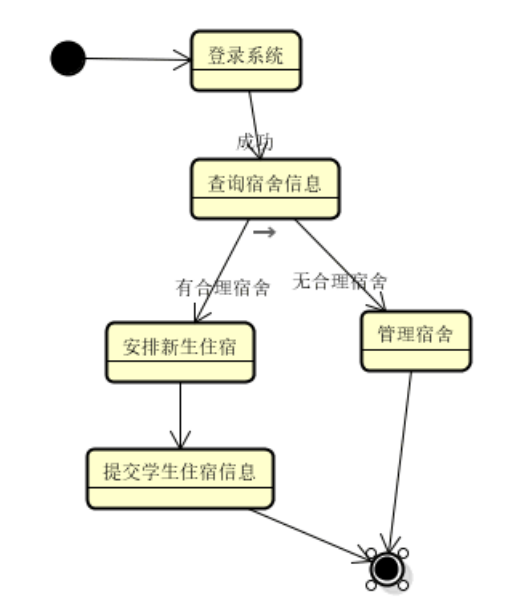 登录系统
成功
查询宿舍信息
有合理宿舍
无合理宿舍
安排新生住宿
管理宿舍
提交学生住宿信息